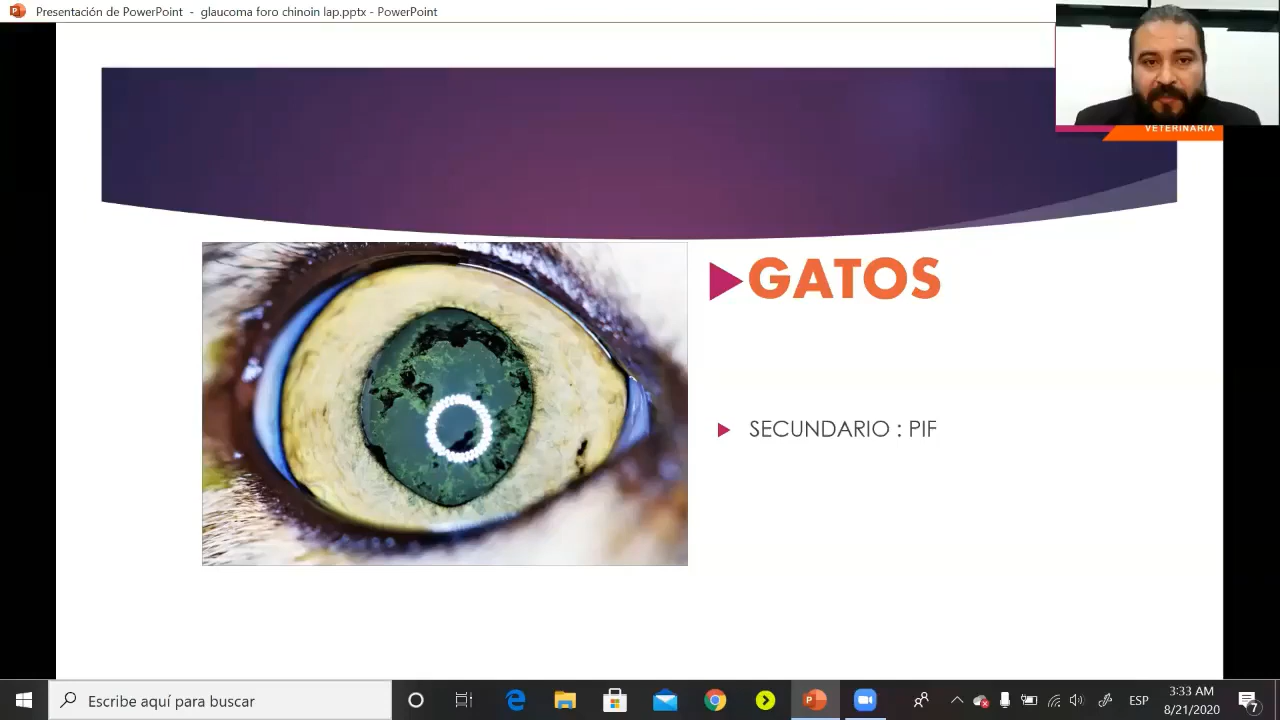 Presentación de PowerPoint - glaucoma foro chinoin lap.pptx - PowerPoint
VETERINARIA
GATOS
SECUNDARIO : PIF
Escribe aquí para buscar
ESP
3:33 AM
8/21/2020
7